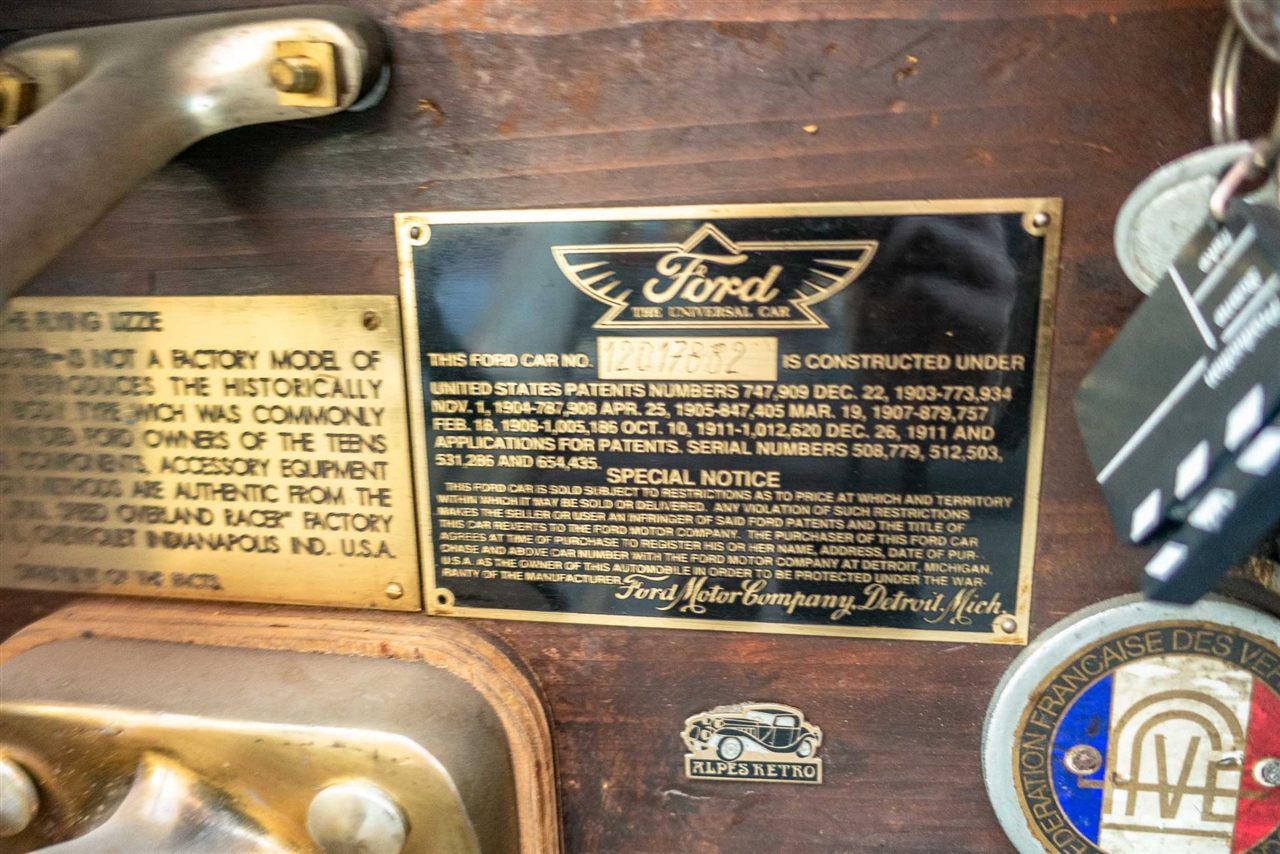 Ford
THE UNIVERSAL CAR
THIS FORD CAR NO. 12017882 IS CONSTRUCTED UNDER
UNITED STATES PATENTS NUMBERS 747,909 DEC. 22, 1903-773,934
NOV. 1, 1904-787,908 APR. 25, 1905-847,405 MAR. 19, 1907-879,757
FEB. 18, 1908-1,005,186 OCT. 10, 1911-1,012,620 DEC. 26, 1911 AND
APPLICATIONS FOR PATENTS. SERIAL NUMBERS 508,779, 512,503,
531,286 AND 654,435.
SPECIAL NOTICE
THIS FORD CAR IS SOLD SUBJECT TO RESTRICTIONS AS TO PRICE AT WHICH AND TERRITORY
WITHIN WHICH IT MAY BE SOLD OR DELIVERED. ANY VIOLATION OF SUCH RESTRICTIONS
MAKES THE SELLER OR USER AN INFRINGER OF SAID FORD PATENTS AND THE TITLE OF
THIS CAR REVERTS TO THE FORD MOTOR COMPANY. THE PURCHASER OF THIS FORD CAR
AGREES AT TIME OF PURCHASE TO REGISTER HIS OR HER NAME, ADDRESS, DATE OF PUR-
CHASE AND ABOVE CAR NUMBER WITH THE FORD MOTOR COMPANY AT DETROIT, MICHIGAN,
U.S.A. AS THE OWNER OF THIS AUTOMOBILE IN ORDER TO BE PROTECTED UNDER THE WAR-
RANTY OF THE MANUFACTURER.
Ford Motor Company, Detroit, Mich.
THE FLYING LIZZIE
IS NOT A FACTORY MODEL OF
REPRODUCES THE HISTORICALLY
BODY TYPE WICH WAS COMMONLY
FORD OWNERS OF THE TEENS
COMPONENTS, ACCESSORY EQUIPMENT
METHODS ARE AUTHENTIC FROM THE
OVERLAND RACER" FACTORY
CHEVROLET INDIANAPOLIS IND. U.S.A.
OF THE FACTS.
ALPES RETRO
FEDERATION FRANCAISE DES
FFVE